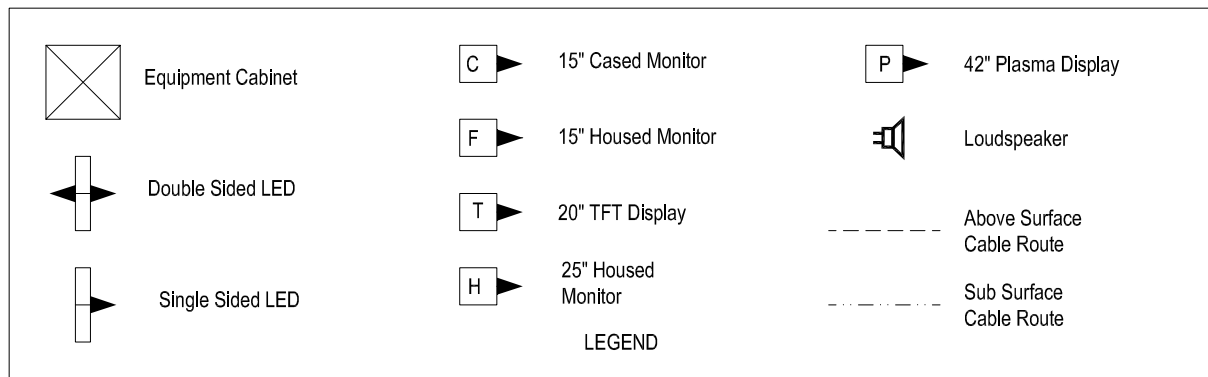 Equipment Cabinet
Double Sided LED
Single Sided LED
C
15" Cased Monitor
F
15" Housed Monitor
T
20" TFT Display
H
25" Housed
Monitor
LEGEND
P
42" Plasma Display
Loudspeaker
Above Surface
Cable Route
Sub Surface
Cable Route